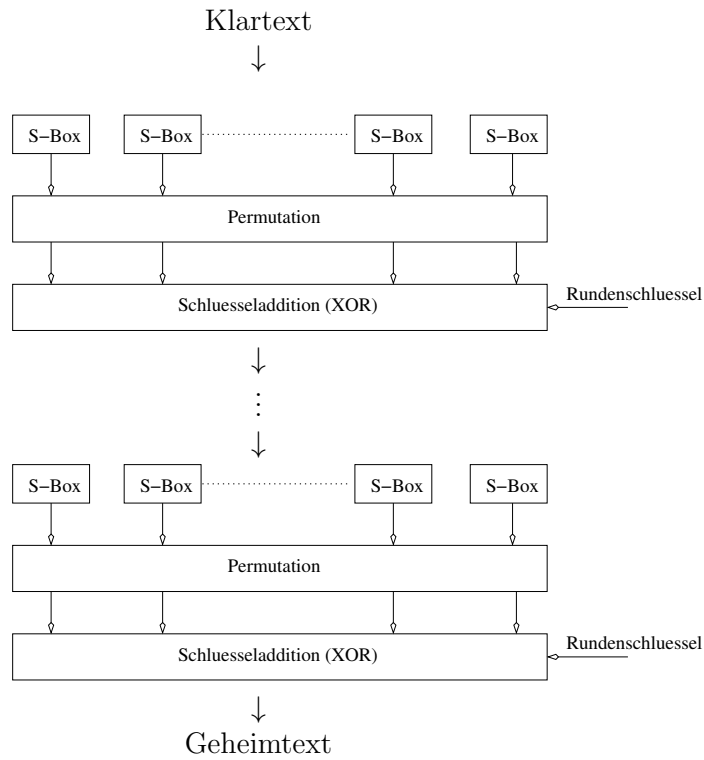 Klartext
S–Box S–Box S–Box S–Box
Permutation
Schluesseladdition (XOR)
Rundenschluessel
S–Box S–Box S–Box S–Box
Permutation
Schluesseladdition (XOR)
Rundenschluessel
Geheimtext